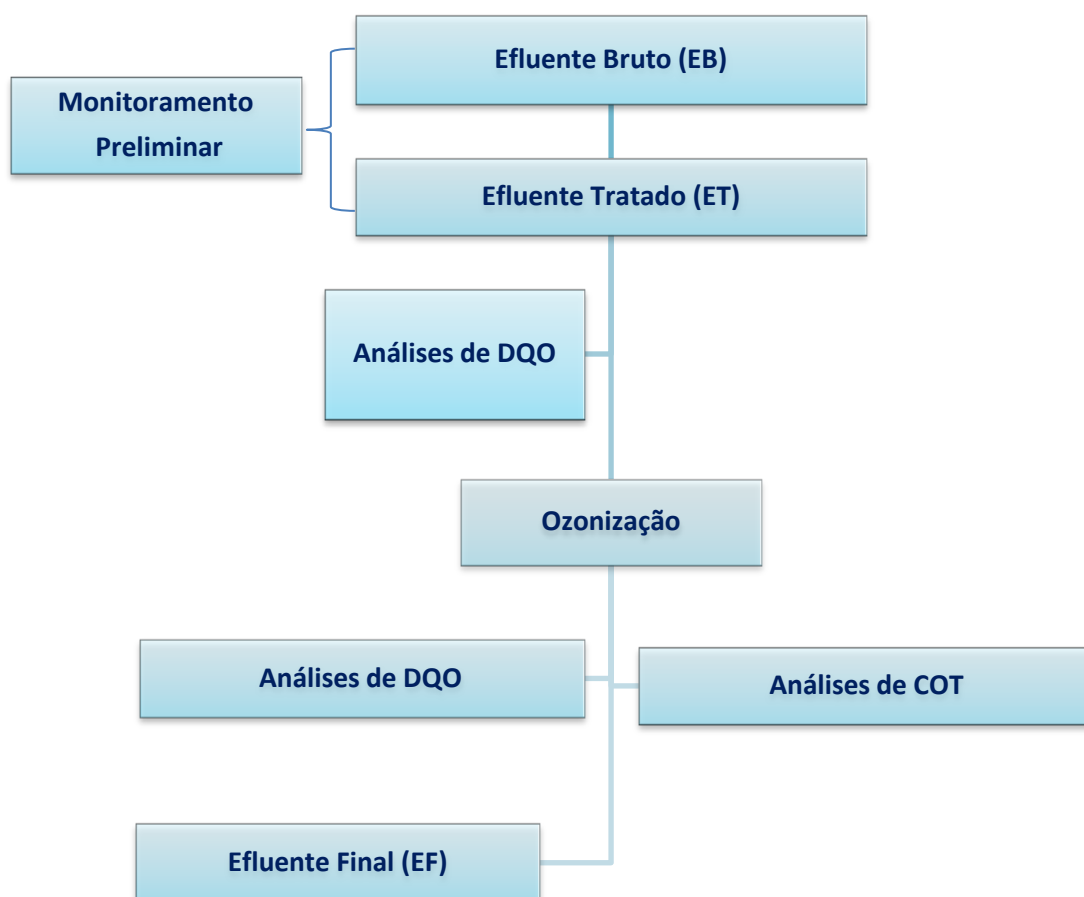 Efluente Bruto (EB)
Monitoramento
Preliminar
Efluente Tratado (ET)
Análises de DQO
Ozonização
Análises de DQO
Análises de COT
Efluente Final (EF)